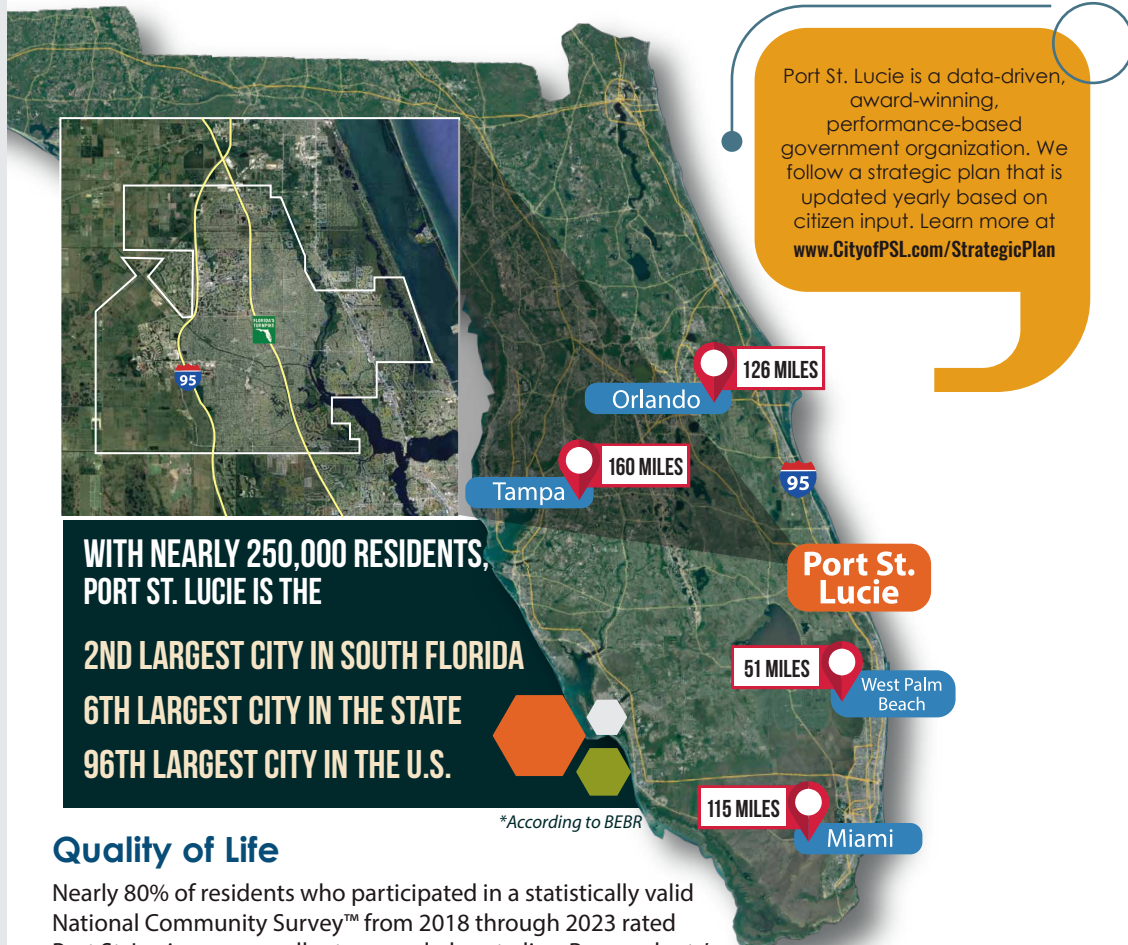 Port St. Lucie is a data-driven,
award-winning,
performance-based
government organization. We
follow a strategic plan that is
updated yearly based on
citizen input. Learn more at
www.CityofPSL.com/StrategicPlan
FLORIDA'S
TURNPIKE
95
126 MILES
Orlando
160 MILES
Tampa
95
Port St.
Lucie
51 MILES
West Palm
Beach
115 MILES
Miami
WITH NEARLY 250,000 RESIDENTS,
PORT ST. LUCIE IS THE
2ND LARGEST CITY IN SOUTH FLORIDA
6TH LARGEST CITY IN THE STATE
96TH LARGEST CITY IN THE U.S.
*According to BEBR
Quality of Life
Nearly 80% of residents who participated in a statistically valid
National Community Survey™ from 2018 through 2023 rated